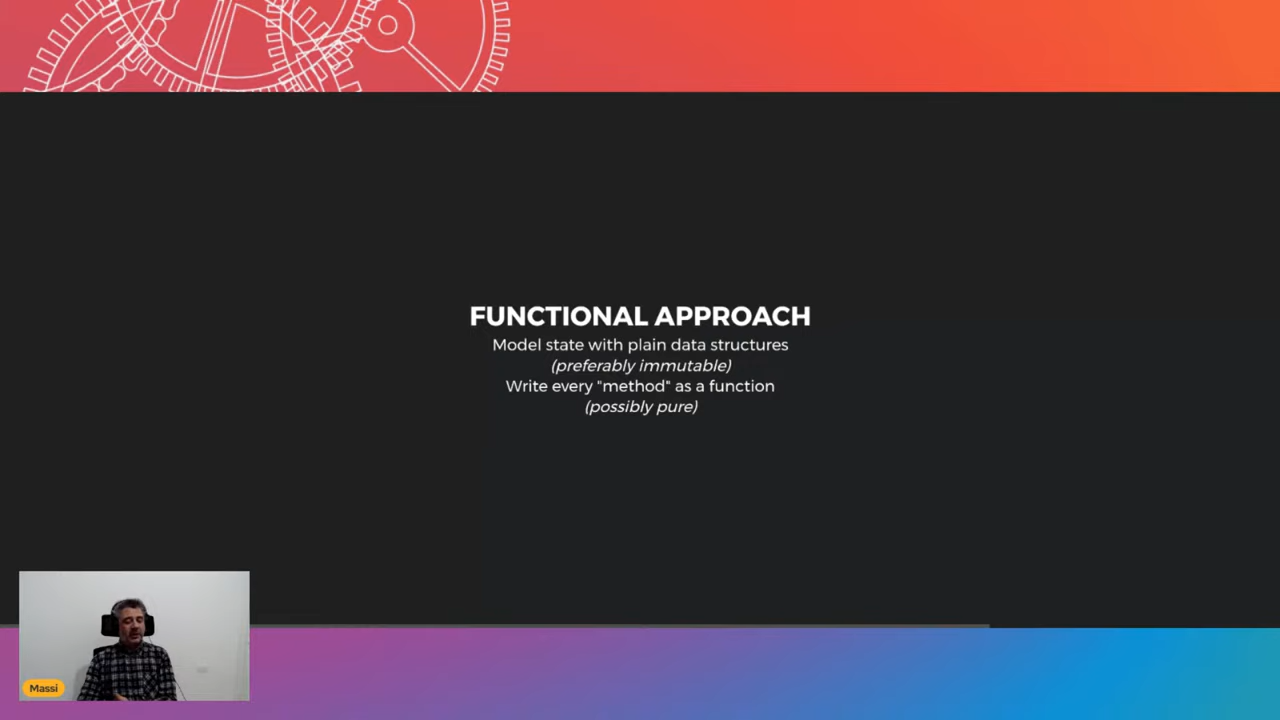 FUNCTIONAL APPROACH
Model state with plain data structures
(preferably immutable)
Write every "method" as a function
(possibly pure)
Massi